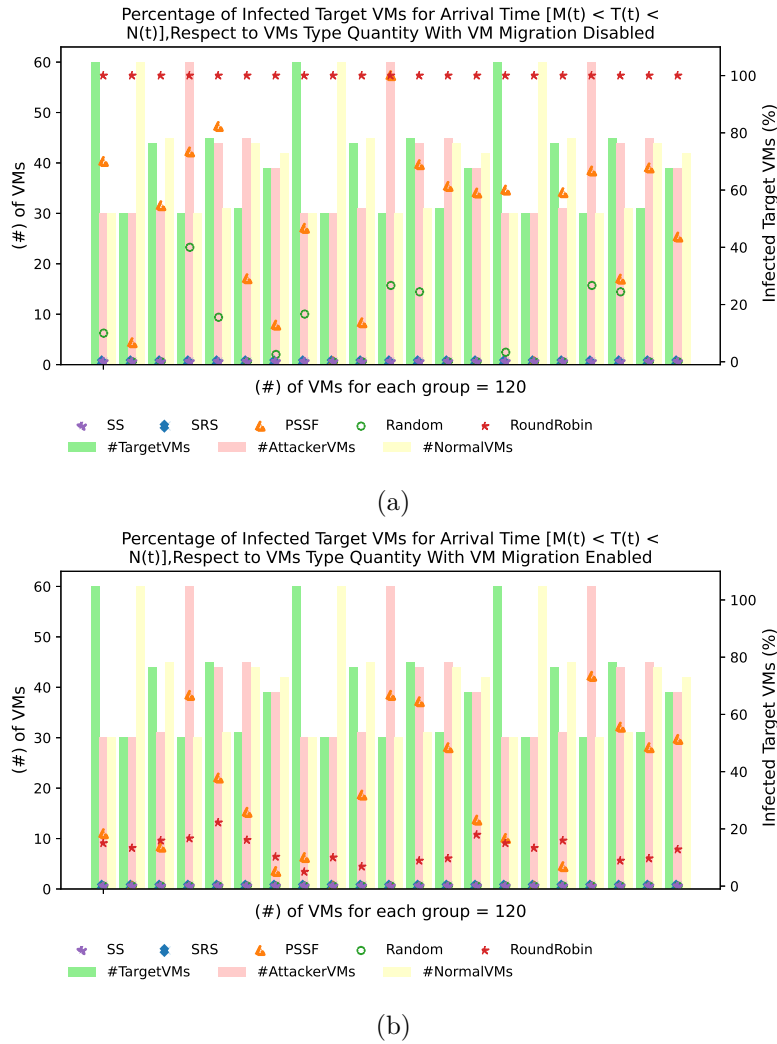 Percentage of Infected Target VMs for Arrival Time [M(t) < T(t) <
N(t)],Respect to VMs Type Quantity With VM Migration Disabled
60
50
40
30
20
10
0
(#) of VMs
100
80
60
40
20
0
Infected Target VMs (%)
(#) of VMs for each group = 120
SS SRS PSSF Random RoundRobin
#TargetVMs #AttackerVMs #NormalVMs
(a)
Percentage of Infected Target VMs for Arrival Time [M(t) < T(t) <
N(t)],Respect to VMs Type Quantity With VM Migration Enabled
60
50
40
30
20
10
0
(#) of VMs
100
80
60
40
20
0
Infected Target VMs (%)
(#) of VMs for each group = 120
SS SRS PSSF Random RoundRobin
#TargetVMs #AttackerVMs #NormalVMs
(b)